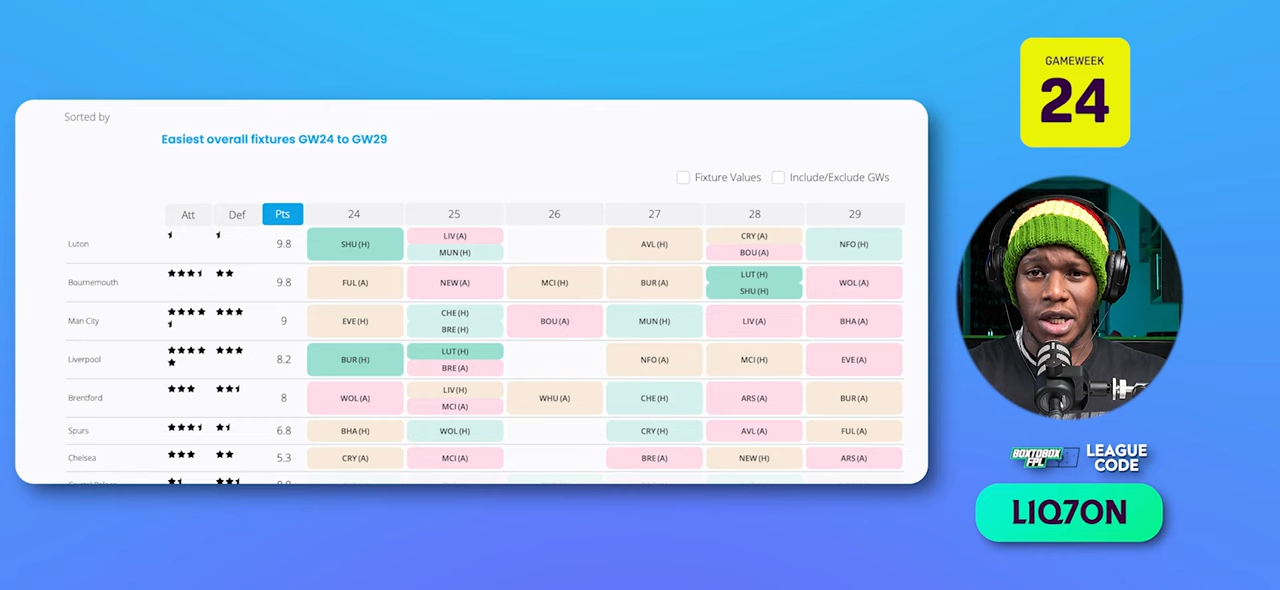 Sorted by
Easiest overall fixtures GW24 to GW29
Fixture Values Include/Exclude GWs
Att Def Pts 24 25 26 27 28 29
Luton 9.8 SHU (H) LIV (A) MUN (H) AVL (H) CRY (A) BOU (A) NFO (H)
Bournemouth 9.8 FUL (A) NEW (A) MCI (H) BUR (A) LUT (H) SHU (H) WOL (A)
Man City 9 EVE (H) CHE (H) BRE (H) BOU (A) MUN (H) LIV (A) BHA (H)
Liverpool 8.2 BUR (H) LUT (H) BRE (A) NFO (A) MCI (H) EVE (A)
Brentford 8 WOL (A) LIV (H) MCI (A) WHU (A) CHE (H) ARS (A) BUR (A)
Spurs 6.8 BHA (H) WOL (H) CRY (H) AVL (A) FUL (A)
Chelsea 5.3 CRY (A) MCI (A) BRE (A) NEW (H) ARS (A)
GAMEWEEK
24
BOXTOBOX
FPL
LEAGUE
CODE
L1Q7ON